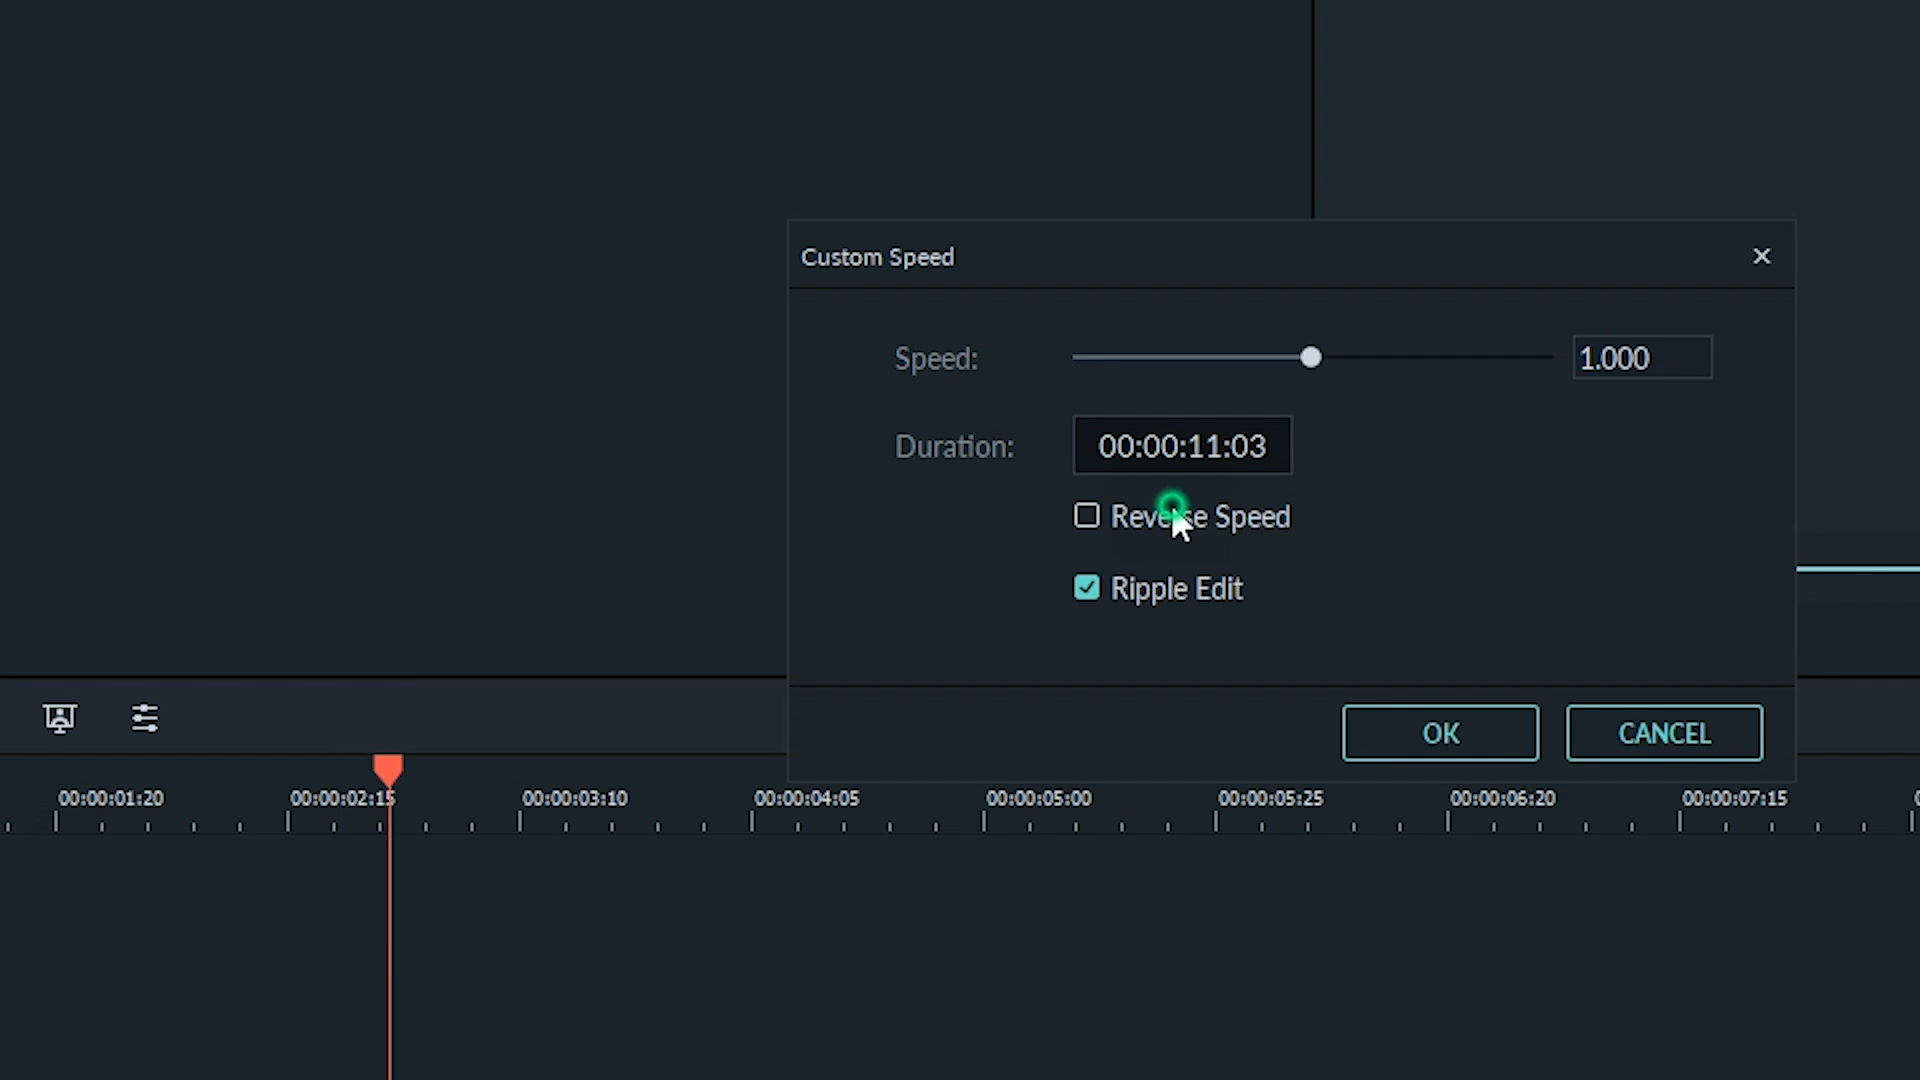 Custom Speed
Speed:
1.000
Duration:
00:00:11:03
Reverse Speed
Ripple Edit
OK
CANCEL
00:00:01:20
00:00:02:15
00:00:03:10
00:00:04:05
00:00:05:00
00:00:05:25
00:00:06:20
00:00:07:15